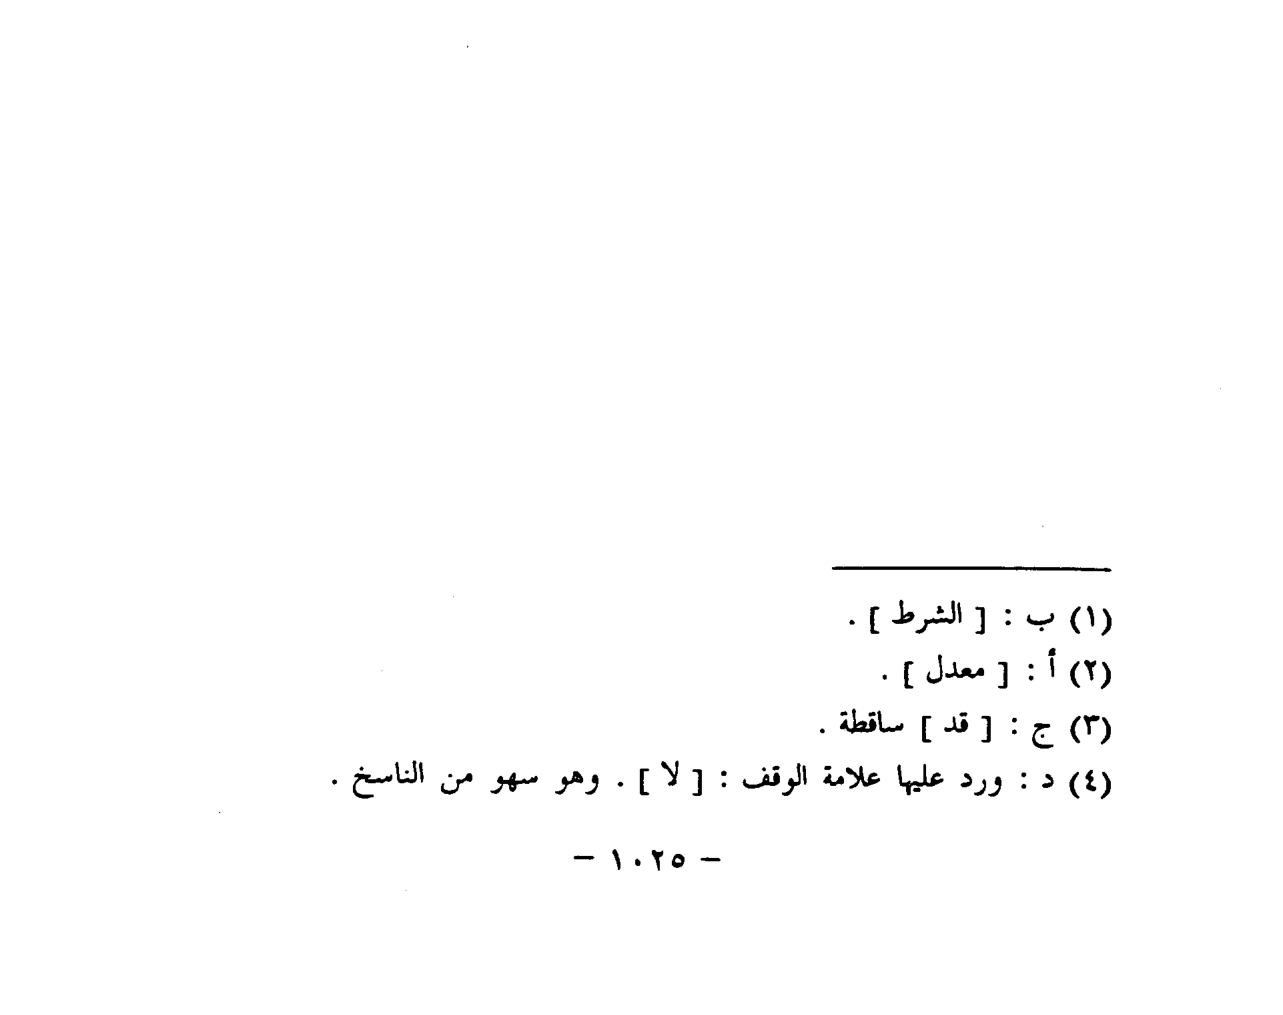 (١) ب : [ الشرط ] .
(٢) أ : [ معدل ] .
(٣) ج : [ قد ] ساقطة .
(٤) د : ورد عليها علامة الوقف : [ لا ] . وهو سهو من الناسخ .
– ١٠٢٥ –